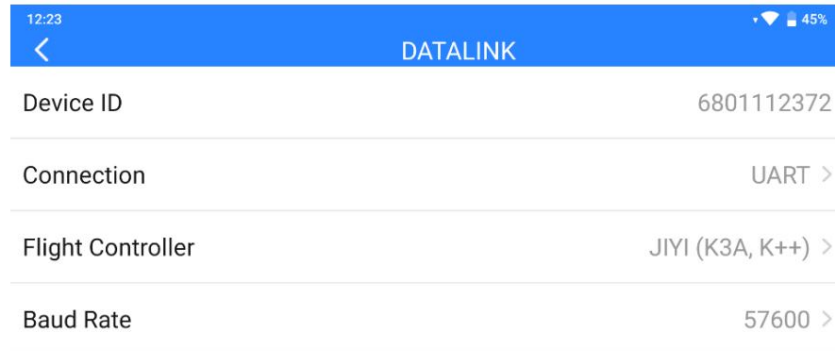 12:23 45%
DATALINK
Device ID 6801112372
Connection UART >
Flight Controller JIYI (K3A, K++) >
Baud Rate 57600 >